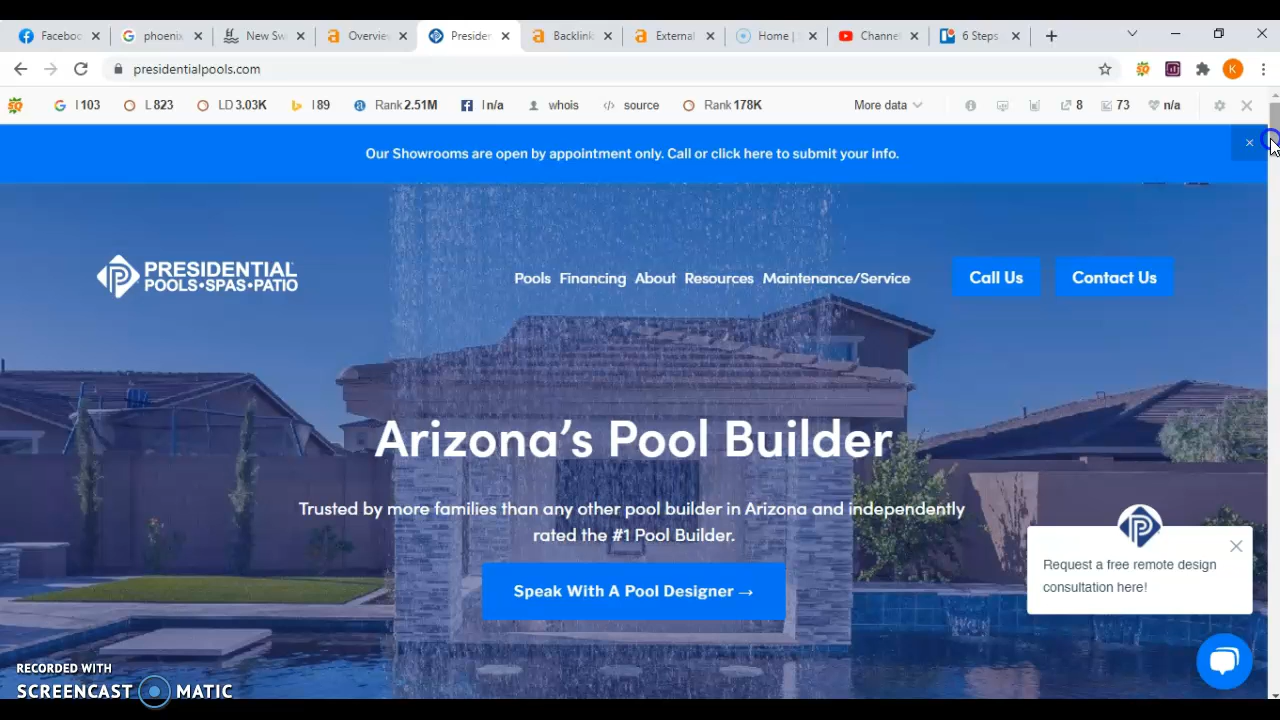 Facebo
phoenix
New Sw
Overvie
Presider
Backlink
External
Home |
Channe
6 Steps
presidentialpools.com
K
I 103
L 823
LD 3.03K
I 89
Rank 2.51M
I n/a
whois
source
Rank 178K
More data
8
73
n/a
Our Showrooms are open by appointment only. Call or click here to submit your info.
PRESIDENTIAL
POOLS•SPAS•PATIO
Pools Financing About Resources Maintenance/Service
Call Us
Contact Us
Arizona's Pool Builder
Trusted by more families than any other pool builder in Arizona and independently
rated the #1 Pool Builder.
Speak With A Pool Designer →
Request a free remote design
consultation here!
RECORDED WITH
SCREENCAST MATIC